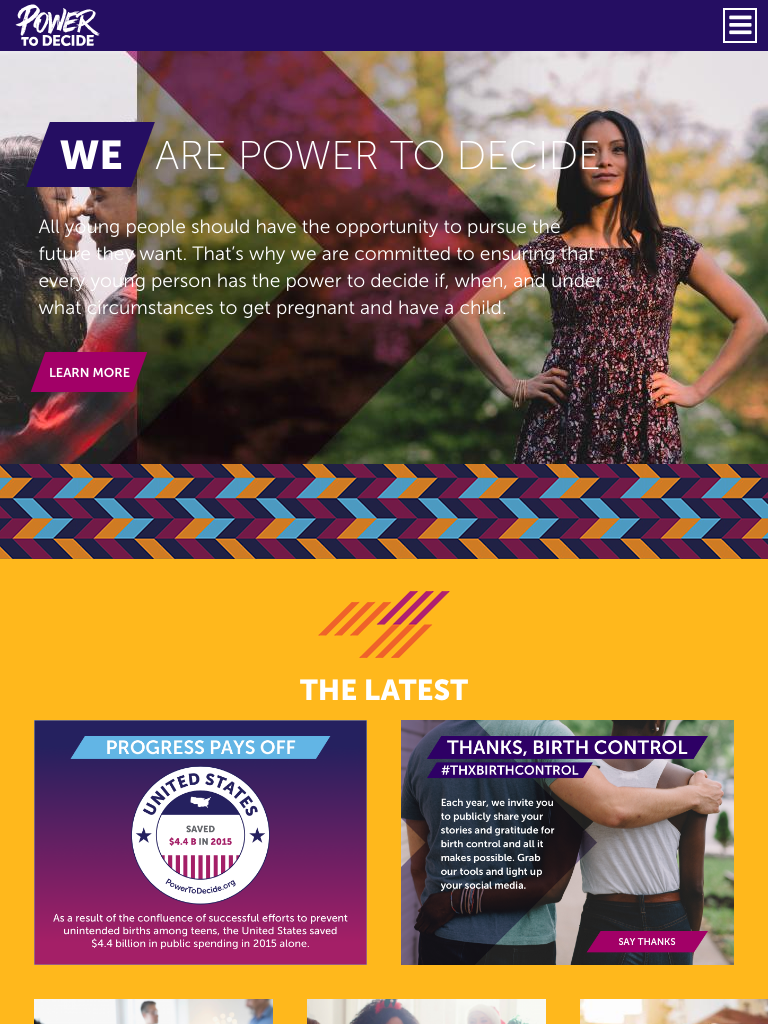 POWER
TO DECIDE
WE ARE POWER TO DECIDE
All young people should have the opportunity to pursue the
future they want. That's why we are committed to ensuring that
every young person has the power to decide if, when, and under
what circumstances to get pregnant and have a child.
LEARN MORE
THE LATEST
PROGRESS PAYS OFF
UNITED STATES
SAVED
$4.4 B IN 2015
PowerToDecide.org
As a result of the confluence of successful efforts to prevent
unintended births among teens, the United States saved
$4.4 billion in public spending in 2015 alone.
THANKS, BIRTH CONTROL
#THXBIRTHCONTROL
Each year, we invite you
to publicly share your
stories and gratitude for
birth control and all it
makes possible. Grab
our tools and light up
your social media.
SAY THANKS